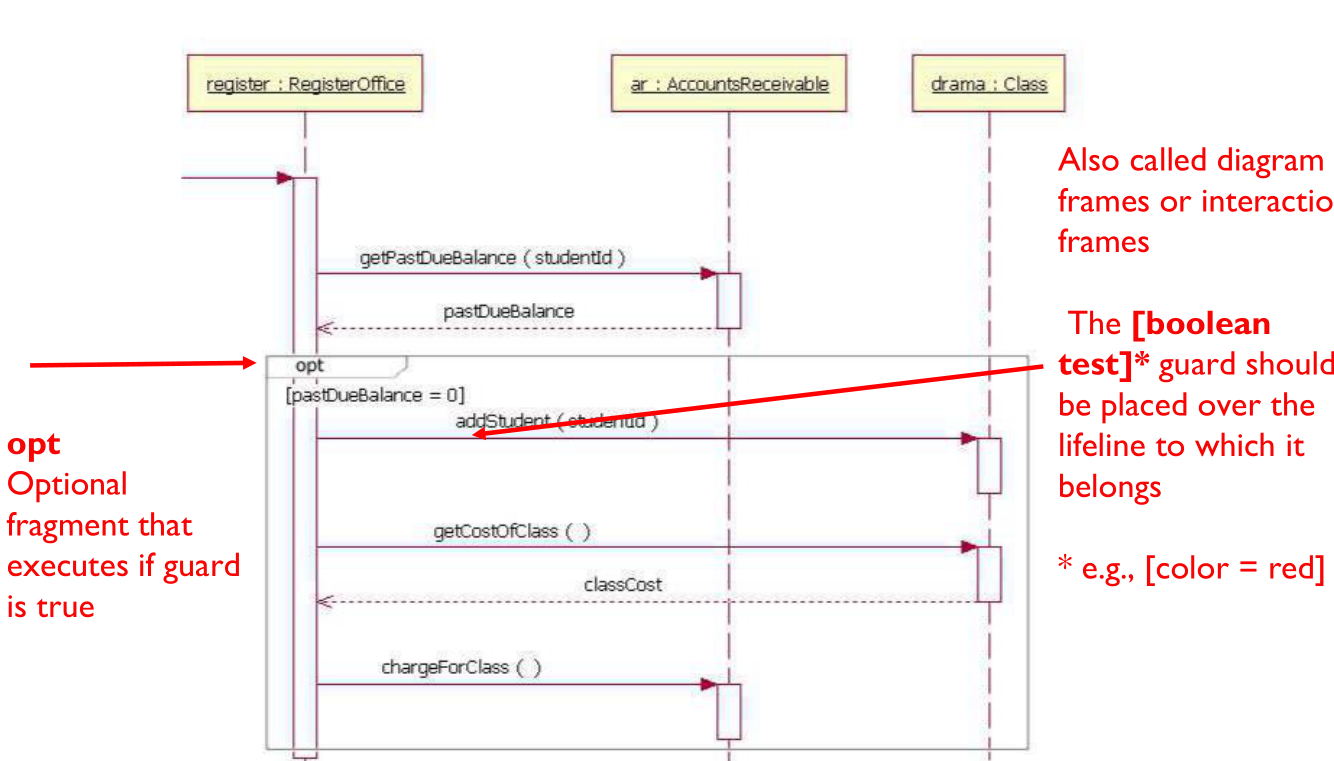 register : RegisterOffice
ar : AccountsReceivable
drama : Class
Also called diagram
frames or interactio
frames
getPastDueBalance ( studentId )
pastDueBalance
The [boolean
test]* guard should
be placed over the
lifeline to which it
belongs
* e.g., [color = red]
opt
[pastDueBalance = 0]
addStudent ( studentId )
opt
Optional
fragment that
executes if guard
is true
getCostOfClass ( )
classCost
chargeForClass ( )